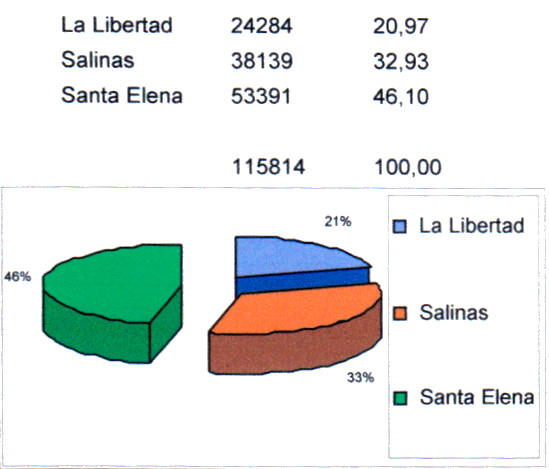 La Libertad 24284 20,97
Salinas 38139 32,93
Santa Elena 53391 46,10
115814 100,00
21%
La Libertad
46%
Salinas
33%
Santa Elena